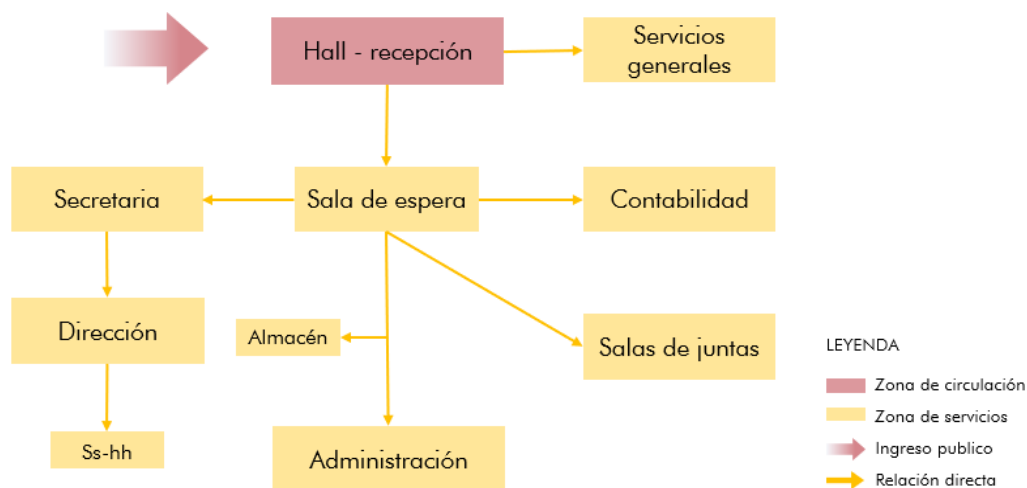 Hall - recepción
Servicios
generales
Secretaria
Sala de espera
Contabilidad
Dirección
Almacén
Salas de juntas
Ss-hh
Administración
LEYENDA
Zona de circulación
Zona de servicios
Ingreso publico
Relación directa